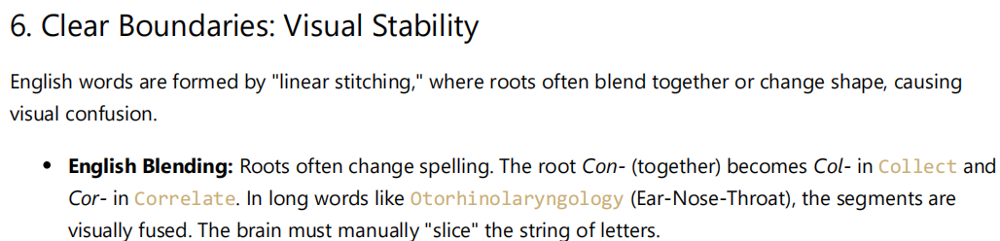 6. Clear Boundaries: Visual Stability
English words are formed by "linear stitching," where roots often blend together or change shape, causing
visual confusion.
• English Blending: Roots often change spelling. The root Con- (together) becomes Col- in Collect and
Cor- in Correlate. In long words like Otorhinolaryngology (Ear-Nose-Throat), the segments are
visually fused. The brain must manually "slice" the string of letters.